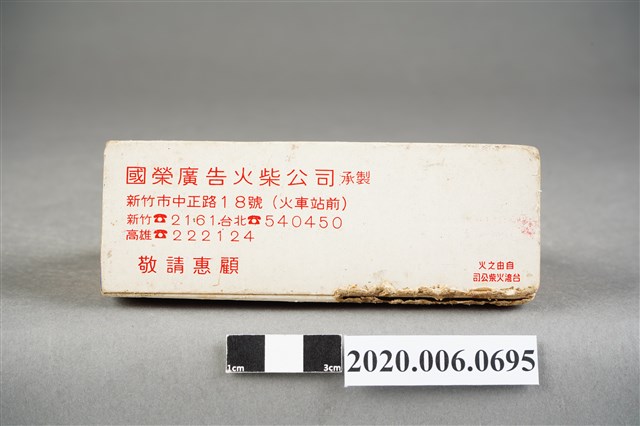 國榮廣告火柴公司承製
新竹市中正路18號（火車站前）
新竹☎2161.台北☎540450
高雄☎222124
敬請惠顧
自由之火
台灣火柴公司
1cm 3cm
2020.006.0695